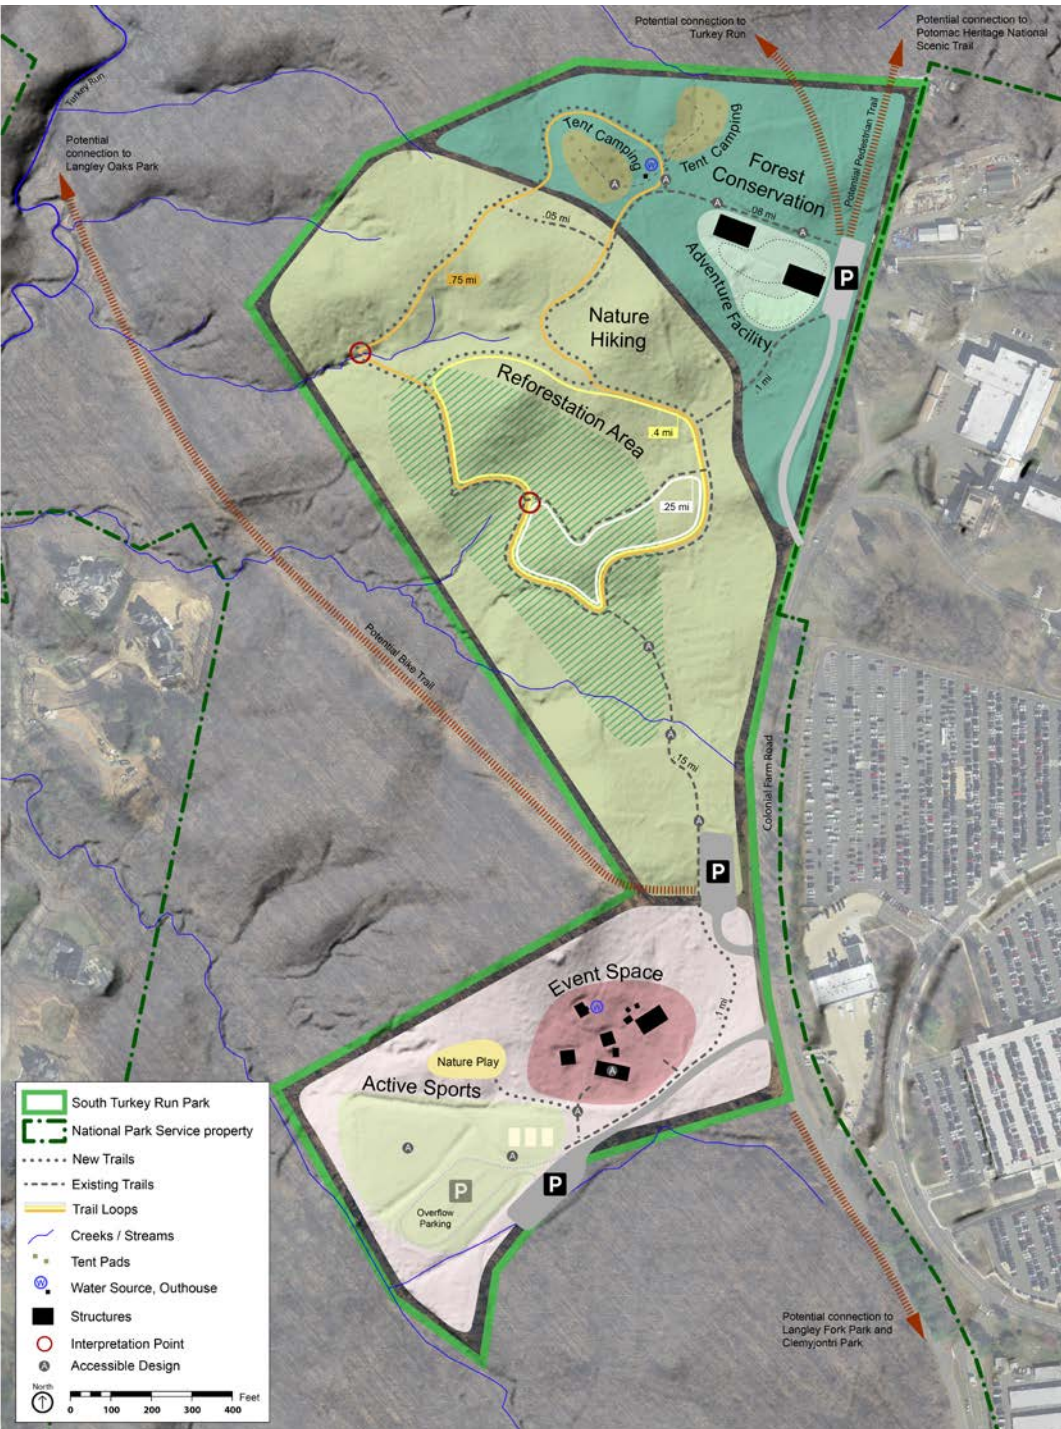 Potential connection to
Turkey Run
Potential connection to
Potomac Heritage National
Scenic Trail
Turkey Run
Potential
connection to
Langley Oaks Park
Tent Camping
Tent Camping
W
A
A
Forest
Conservation
Potential Pedestrian Trail
A
.08 mi
A
.05 mi
P
Adventure Facility
.75 mi
Nature
Hiking
.1 mi
Reforestation Area
.4 mi
.25 mi
Potential Bike Trail
A
A
.15 mi
Colonial Farm Road
A
P
Event Space
W
.1 mi
A
Nature Play
Active Sports
A
A
A
P
P
Overflow
Parking
South Turkey Run Park
National Park Service property
New Trails
Existing Trails
Trail Loops
Creeks / Streams
Tent Pads
W
Water Source, Outhouse
Structures
Interpretation Point
A
Accessible Design
North
0 100 200 300 400
Feet
Potential connection to
Langley Fork Park and
Clemyjontri Park